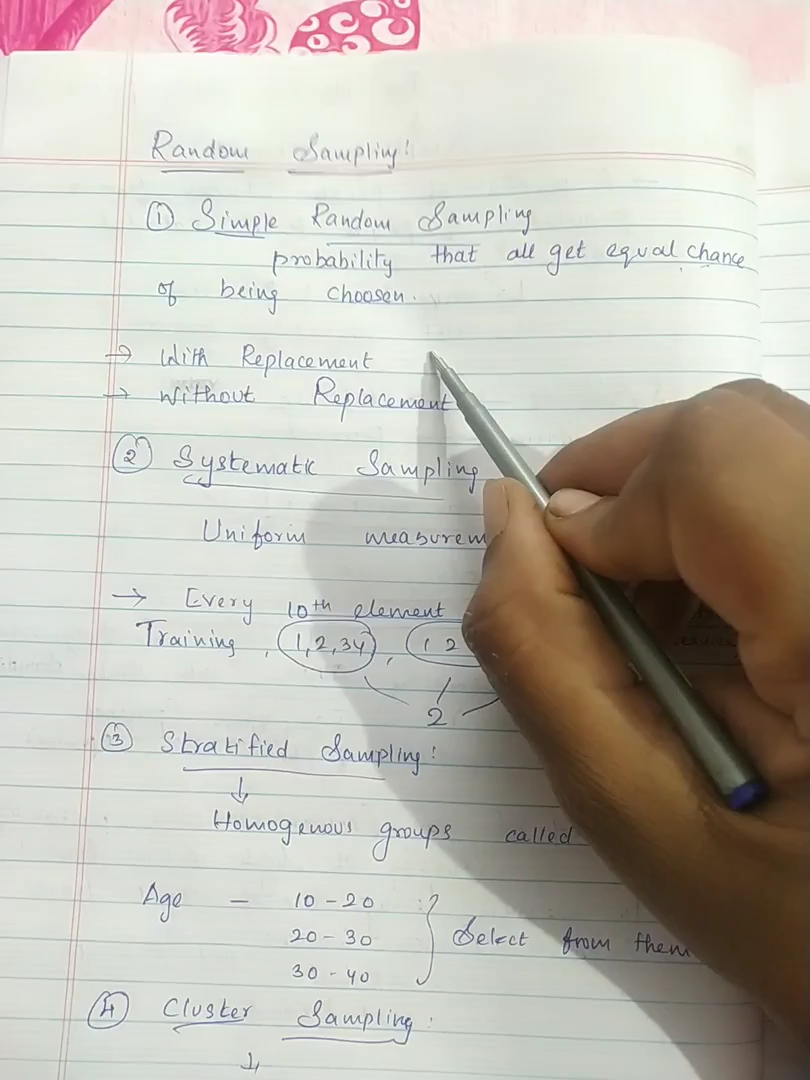 Random Sampling!
① Simple Random Sampling
probability that all get equal chance
of being choosen.
→ With Replacement
→ Without Replacement
② Systematic Sampling
Uniform
→ Every 10th element
Training, 1,2,34, 1 2
2
③ Stratified Sampling:
↓
Homogenous groups called
Age - 10-20
20-30
30-40
} Select from them
④ Cluster Sampling:
↓